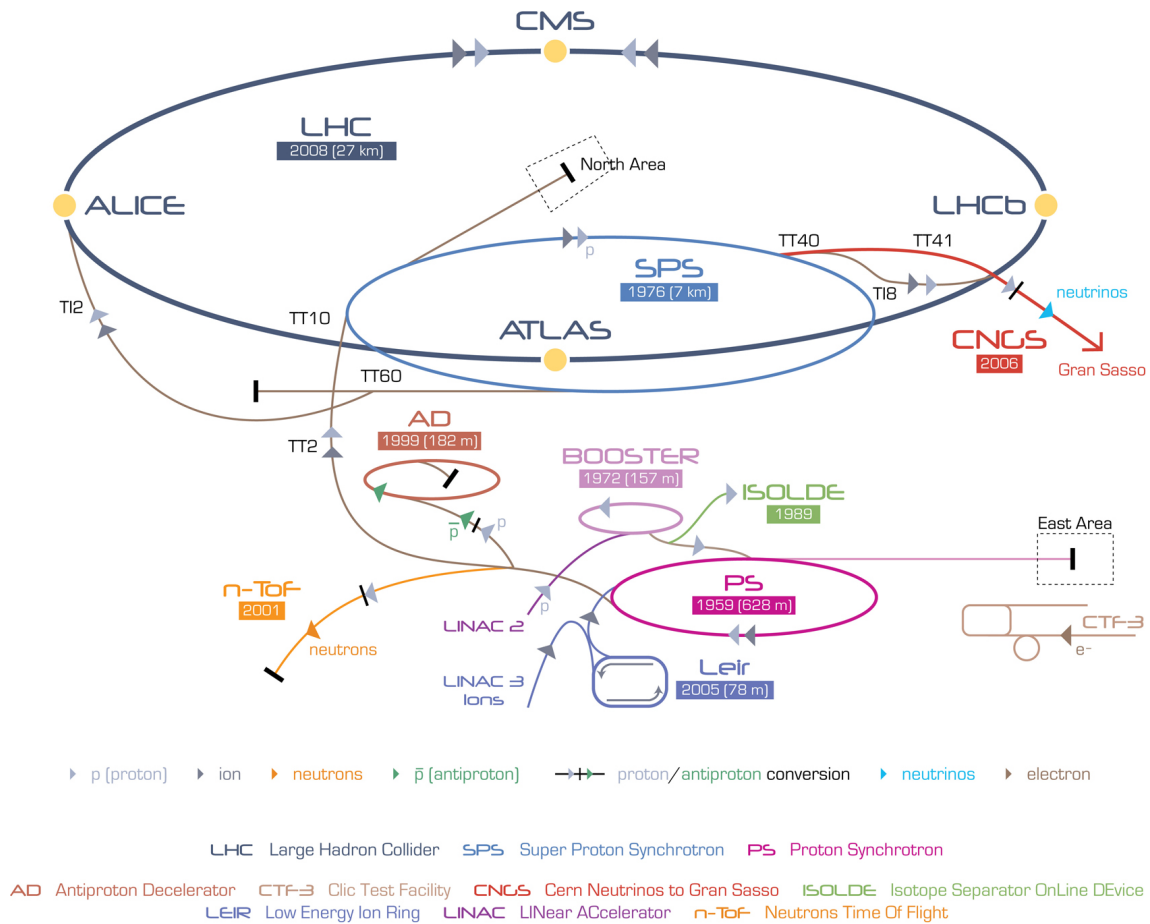 CMS
LHC
2008 (27 km)
North Area
ALICE
LHCb
TT40
TT41
SPS
1976 (7 km)
p
TI8
neutrinos
TI2
TT10
ATLAS
CNGS
2006
Gran Sasso
TT60
AD
1999 (182 m)
TT2
BOOSTER
1972 (157 m)
ISOLDE
1989
p̅
p
East Area
n-ToF
2001
PS
1959 (628 m)
p
LINAC 2
CTF-3
e-
neutrons
LINAC 3
Ions
Leir
2005 (78 m)
p (proton) ion neutrons p̅ (antiproton) proton/antiproton conversion neutrinos electron
LHC Large Hadron Collider SPS Super Proton Synchrotron PS Proton Synchrotron
AD Antiproton Decelerator CTF-3 Clic Test Facility CNGS Cern Neutrinos to Gran Sasso ISOLDE Isotope Separator OnLine DEvice
LEIR Low Energy Ion Ring LINAC LINear ACcelerator n-ToF Neutrons Time Of Flight